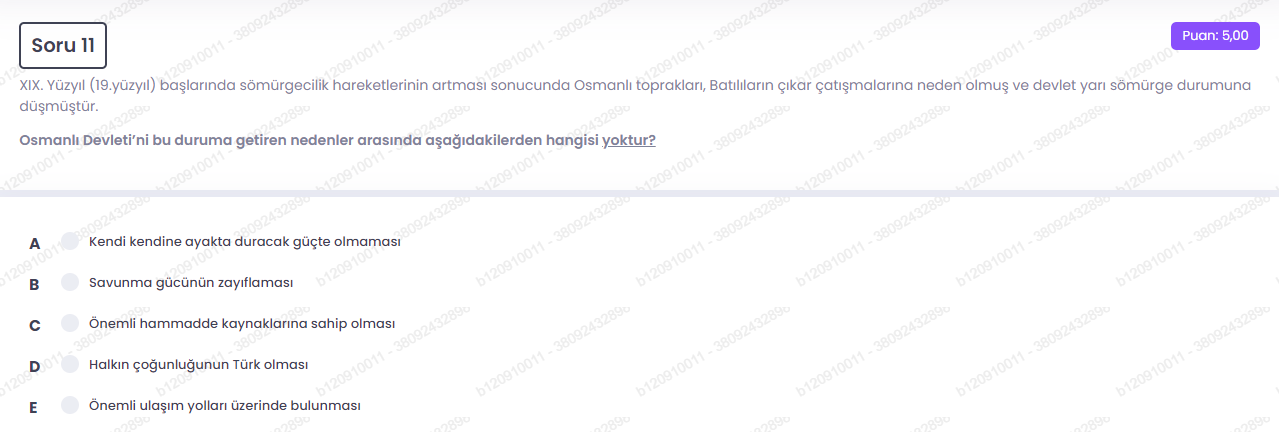 Soru 11
Puan: 5,00
XIX. Yüzyıl (19.yüzyıl) başlarında sömürgecilik hareketlerinin artması sonucunda Osmanlı toprakları, Batılıların çıkar çatışmalarına neden olmuş ve devlet yarı sömürge durumuna
düşmüştür.
Osmanlı Devleti’ni bu duruma getiren nedenler arasında aşağıdakilerden hangisi yoktur?
A Kendi kendine ayakta duracak güçte olmaması
B Savunma gücünün zayıflaması
C Önemli hammadde kaynaklarına sahip olması
D Halkın çoğunluğunun Türk olması
E Önemli ulaşım yolları üzerinde bulunması
b120910011 - 38092432898